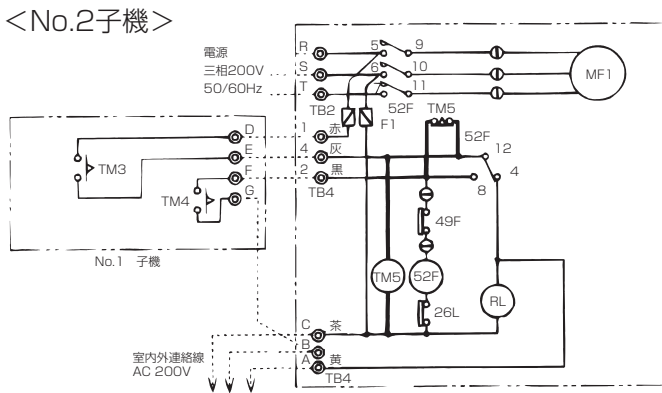 <No.2子機>
電源
三相200V
50/60Hz
R
S
T
TB2
5
9
6
10
11
52F
MF1
F1
TM5
52F
D
E
F
G
TM3
TM4
No.1 子機
1 赤
4 灰
2 黒
TB4
12
4
8
49F
TM5
52F
26L
RL
C 茶
B
A 黄
TB4
室内外連絡線
AC 200V